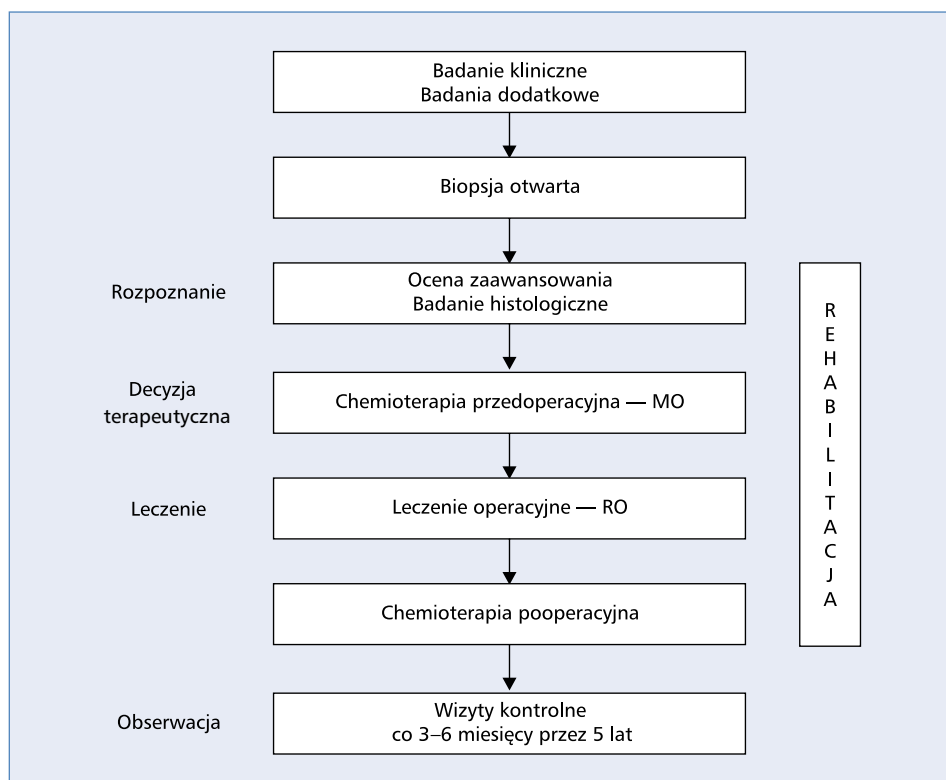 Badanie kliniczne
Badania dodatkowe
Biopsja otwarta
Rozpoznanie
Ocena zaawansowania
Badanie histologiczne
Decyzja
terapeutyczna
Chemioterapia przedoperacyjna — MO
Leczenie
Leczenie operacyjne — RO
Chemioterapia pooperacyjna
Obserwacja
Wizyty kontrolne
co 3–6 miesięcy przez 5 lat
R
E
H
A
B
I
L
I
T
A
C
J
A